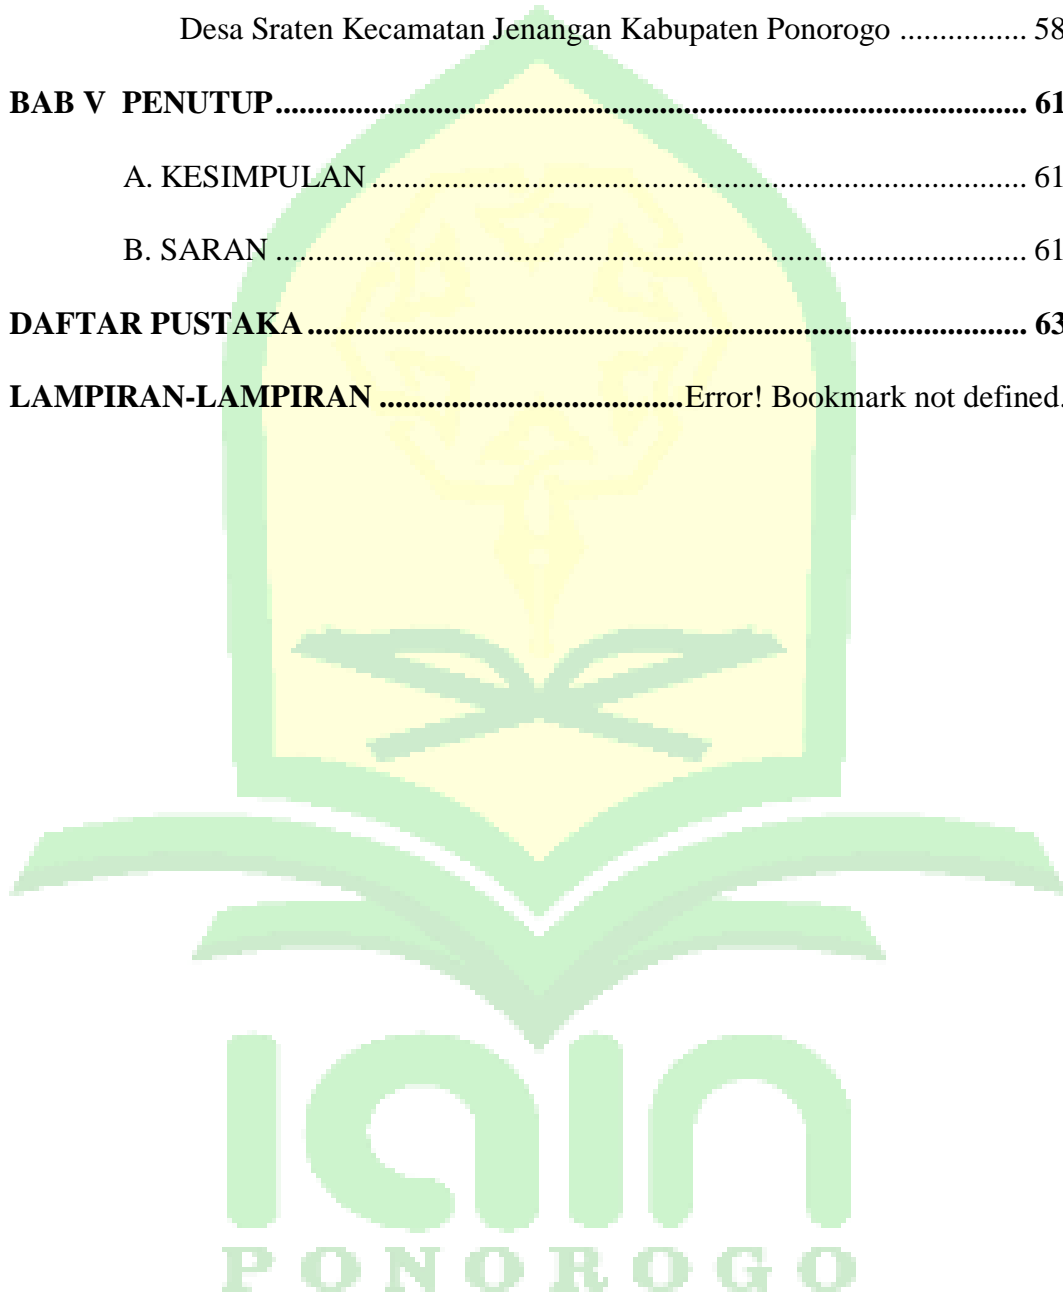 Desa Sraten Kecamatan Jenangan Kabupaten Ponorogo ................ 58
BAB V  PENUTUP................................................................................................ 61
A. KESIMPULAN .................................................................................... 61
B. SARAN ................................................................................................ 61
DAFTAR PUSTAKA............................................................................................ 63
LAMPIRAN-LAMPIRAN .......................................Error! Bookmark not defined.
iain
PONOROGO